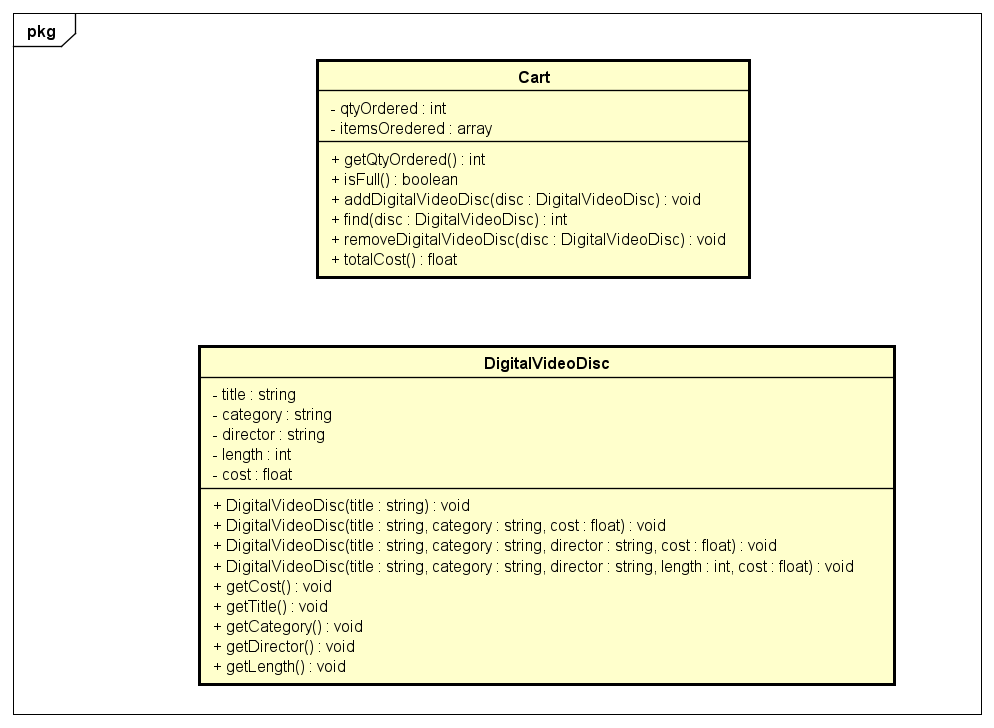 pkg
Cart
- qtyOrdered : int
- itemsOredered : array
+ getQtyOrdered() : int
+ isFull() : boolean
+ addDigitalVideoDisc(disc : DigitalVideoDisc) : void
+ find(disc : DigitalVideoDisc) : int
+ removeDigitalVideoDisc(disc : DigitalVideoDisc) : void
+ totalCost() : float
DigitalVideoDisc
- title : string
- category : string
- director : string
- length : int
- cost : float
+ DigitalVideoDisc(title : string) : void
+ DigitalVideoDisc(title : string, category : string, cost : float) : void
+ DigitalVideoDisc(title : string, category : string, director : string, cost : float) : void
+ DigitalVideoDisc(title : string, category : string, director : string, length : int, cost : float) : void
+ getCost() : void
+ getTitle() : void
+ getCategory() : void
+ getDirector() : void
+ getLength() : void